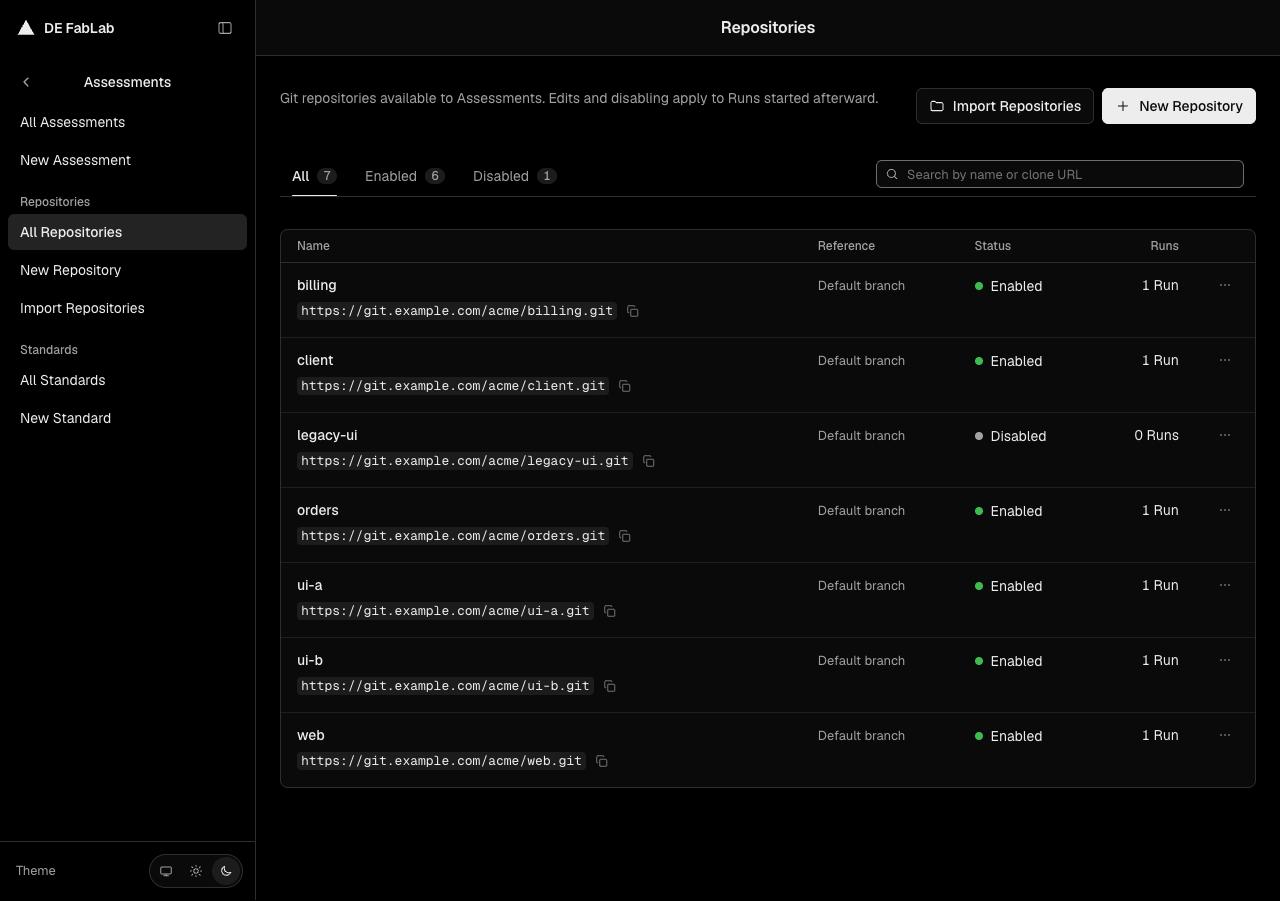 DE FabLab
Assessments
All Assessments
New Assessment
Repositories
All Repositories
New Repository
Import Repositories
Standards
All Standards
New Standard
Theme
Repositories
Git repositories available to Assessments. Edits and disabling apply to Runs started afterward.
Import Repositories
New Repository
All 7 Enabled 6 Disabled 1
Search by name or clone URL
Name Reference Status Runs
billing Default branch Enabled 1 Run
https://git.example.com/acme/billing.git
client Default branch Enabled 1 Run
https://git.example.com/acme/client.git
legacy-ui Default branch Disabled 0 Runs
https://git.example.com/acme/legacy-ui.git
orders Default branch Enabled 1 Run
https://git.example.com/acme/orders.git
ui-a Default branch Enabled 1 Run
https://git.example.com/acme/ui-a.git
ui-b Default branch Enabled 1 Run
https://git.example.com/acme/ui-b.git
web Default branch Enabled 1 Run
https://git.example.com/acme/web.git